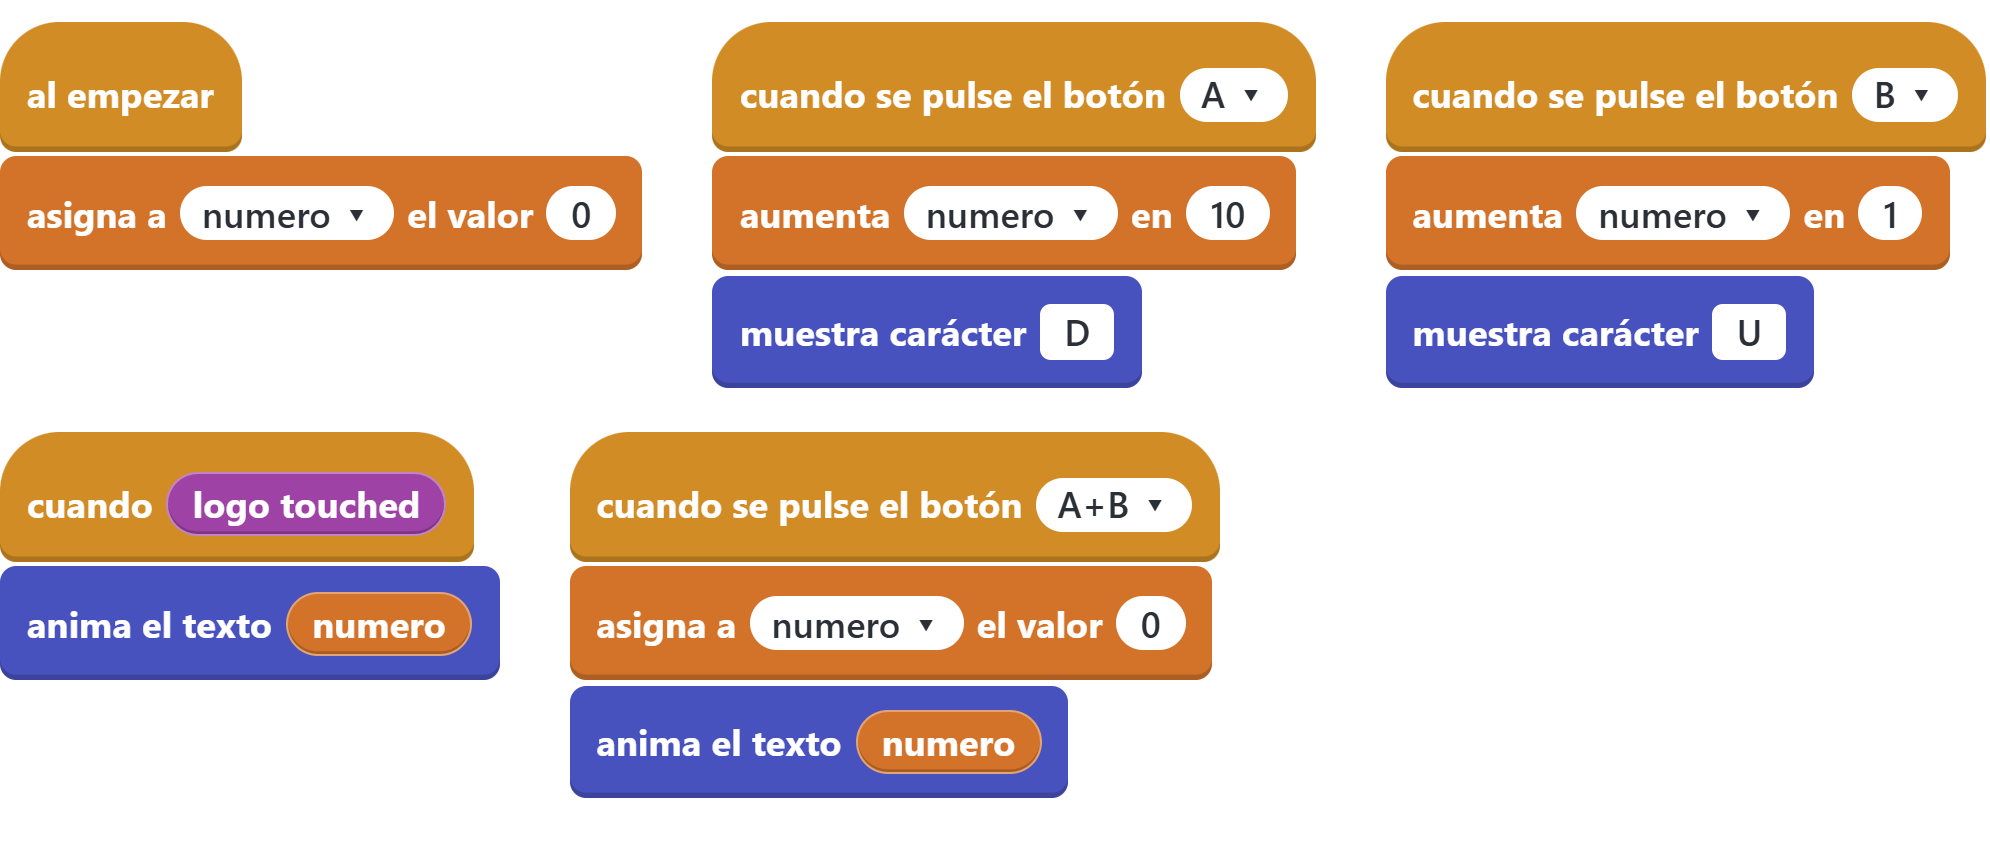 al empezar
asigna a numero el valor 0
cuando se pulse el botón A
aumenta numero en 10
muestra carácter D
cuando se pulse el botón B
aumenta numero en 1
muestra carácter U
cuando logo touched
anima el texto numero
cuando se pulse el botón A+B
asigna a numero el valor 0
anima el texto numero